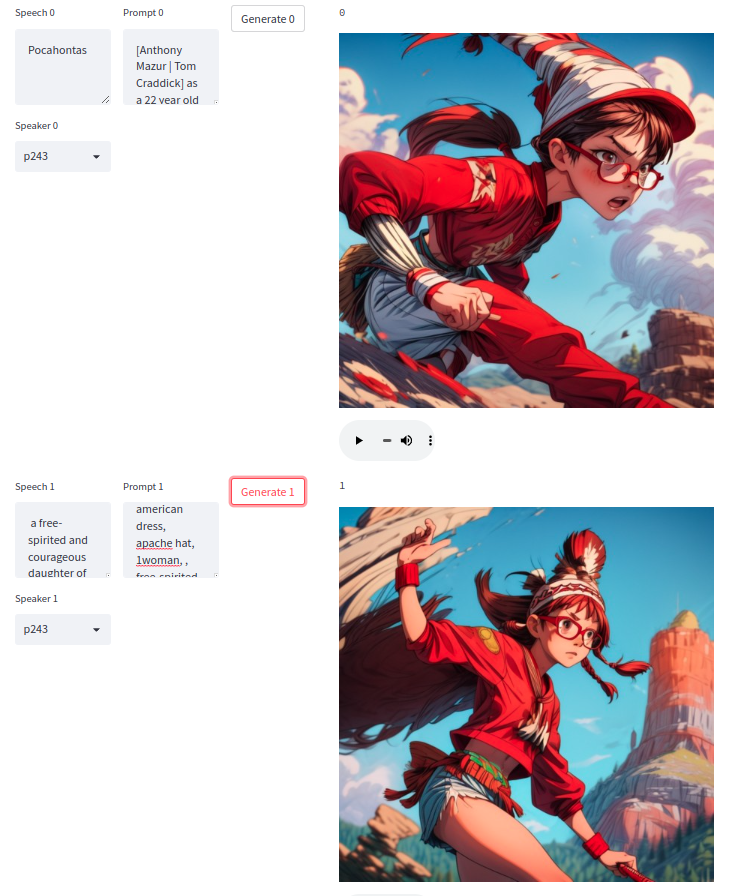 Speech 0
Prompt 0
Generate 0
0
Pocahontas
[Anthony
Mazur | Tom
Craddick] as
a 22 year old
Speaker 0
p243
Speech 1
Prompt 1
Generate 1
1
a free-
spirited and
courageous
daughter of
american
dress,
apache hat,
1woman, ,
free-spirited
Speaker 1
p243